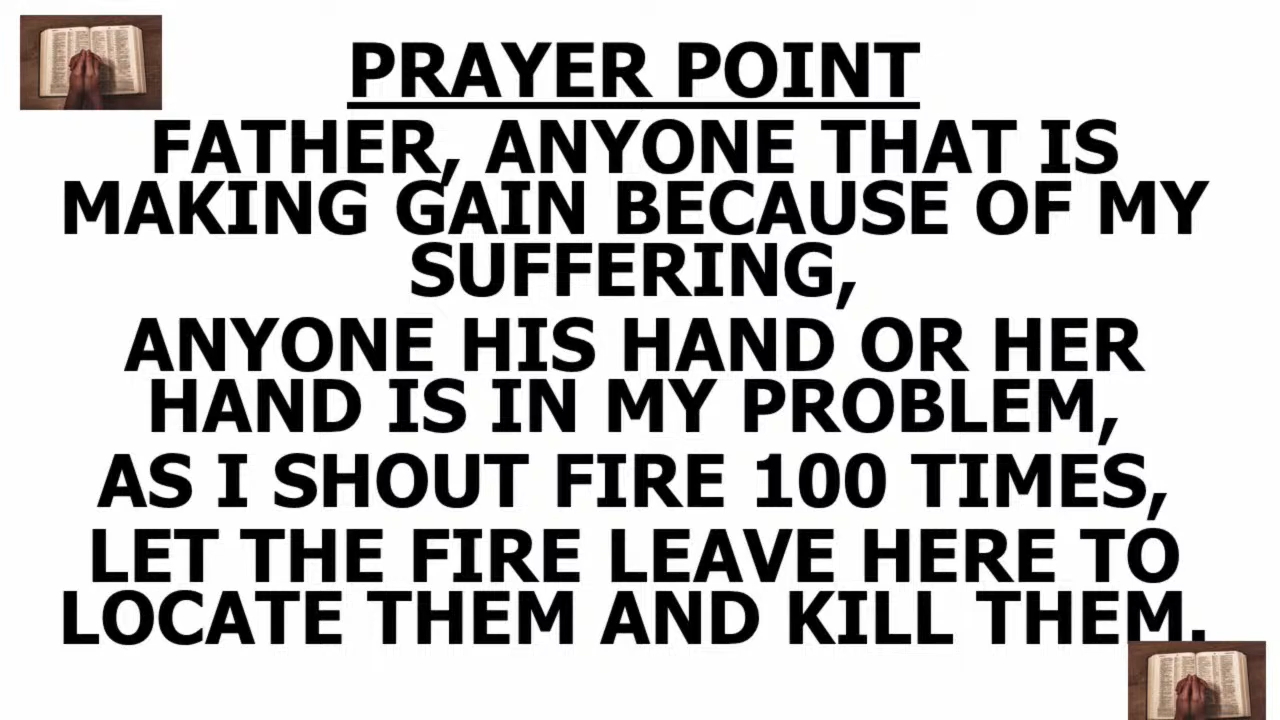 PRAYER POINT
FATHER, ANYONE THAT IS
MAKING GAIN BECAUSE OF MY
SUFFERING,
ANYONE HIS HAND OR HER
HAND IS IN MY PROBLEM,
AS I SHOUT FIRE 100 TIMES,
LET THE FIRE LEAVE HERE TO
LOCATE THEM AND KILL THEM.